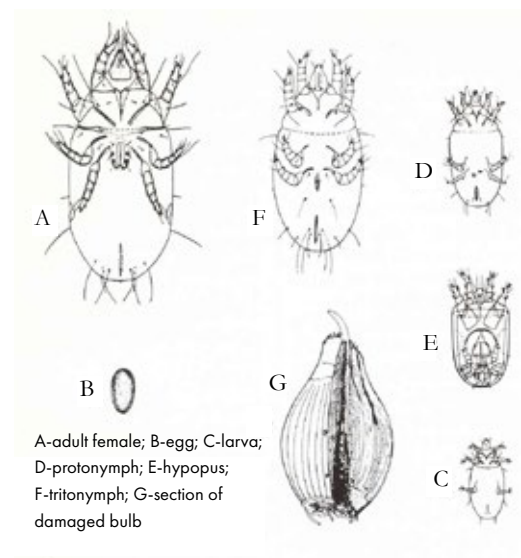 A
F
D
E
G
B
C
A-adult female; B-egg; C-larva;
D-protonymph; E-hypopus;
F-tritonymph; G-section of
damaged bulb